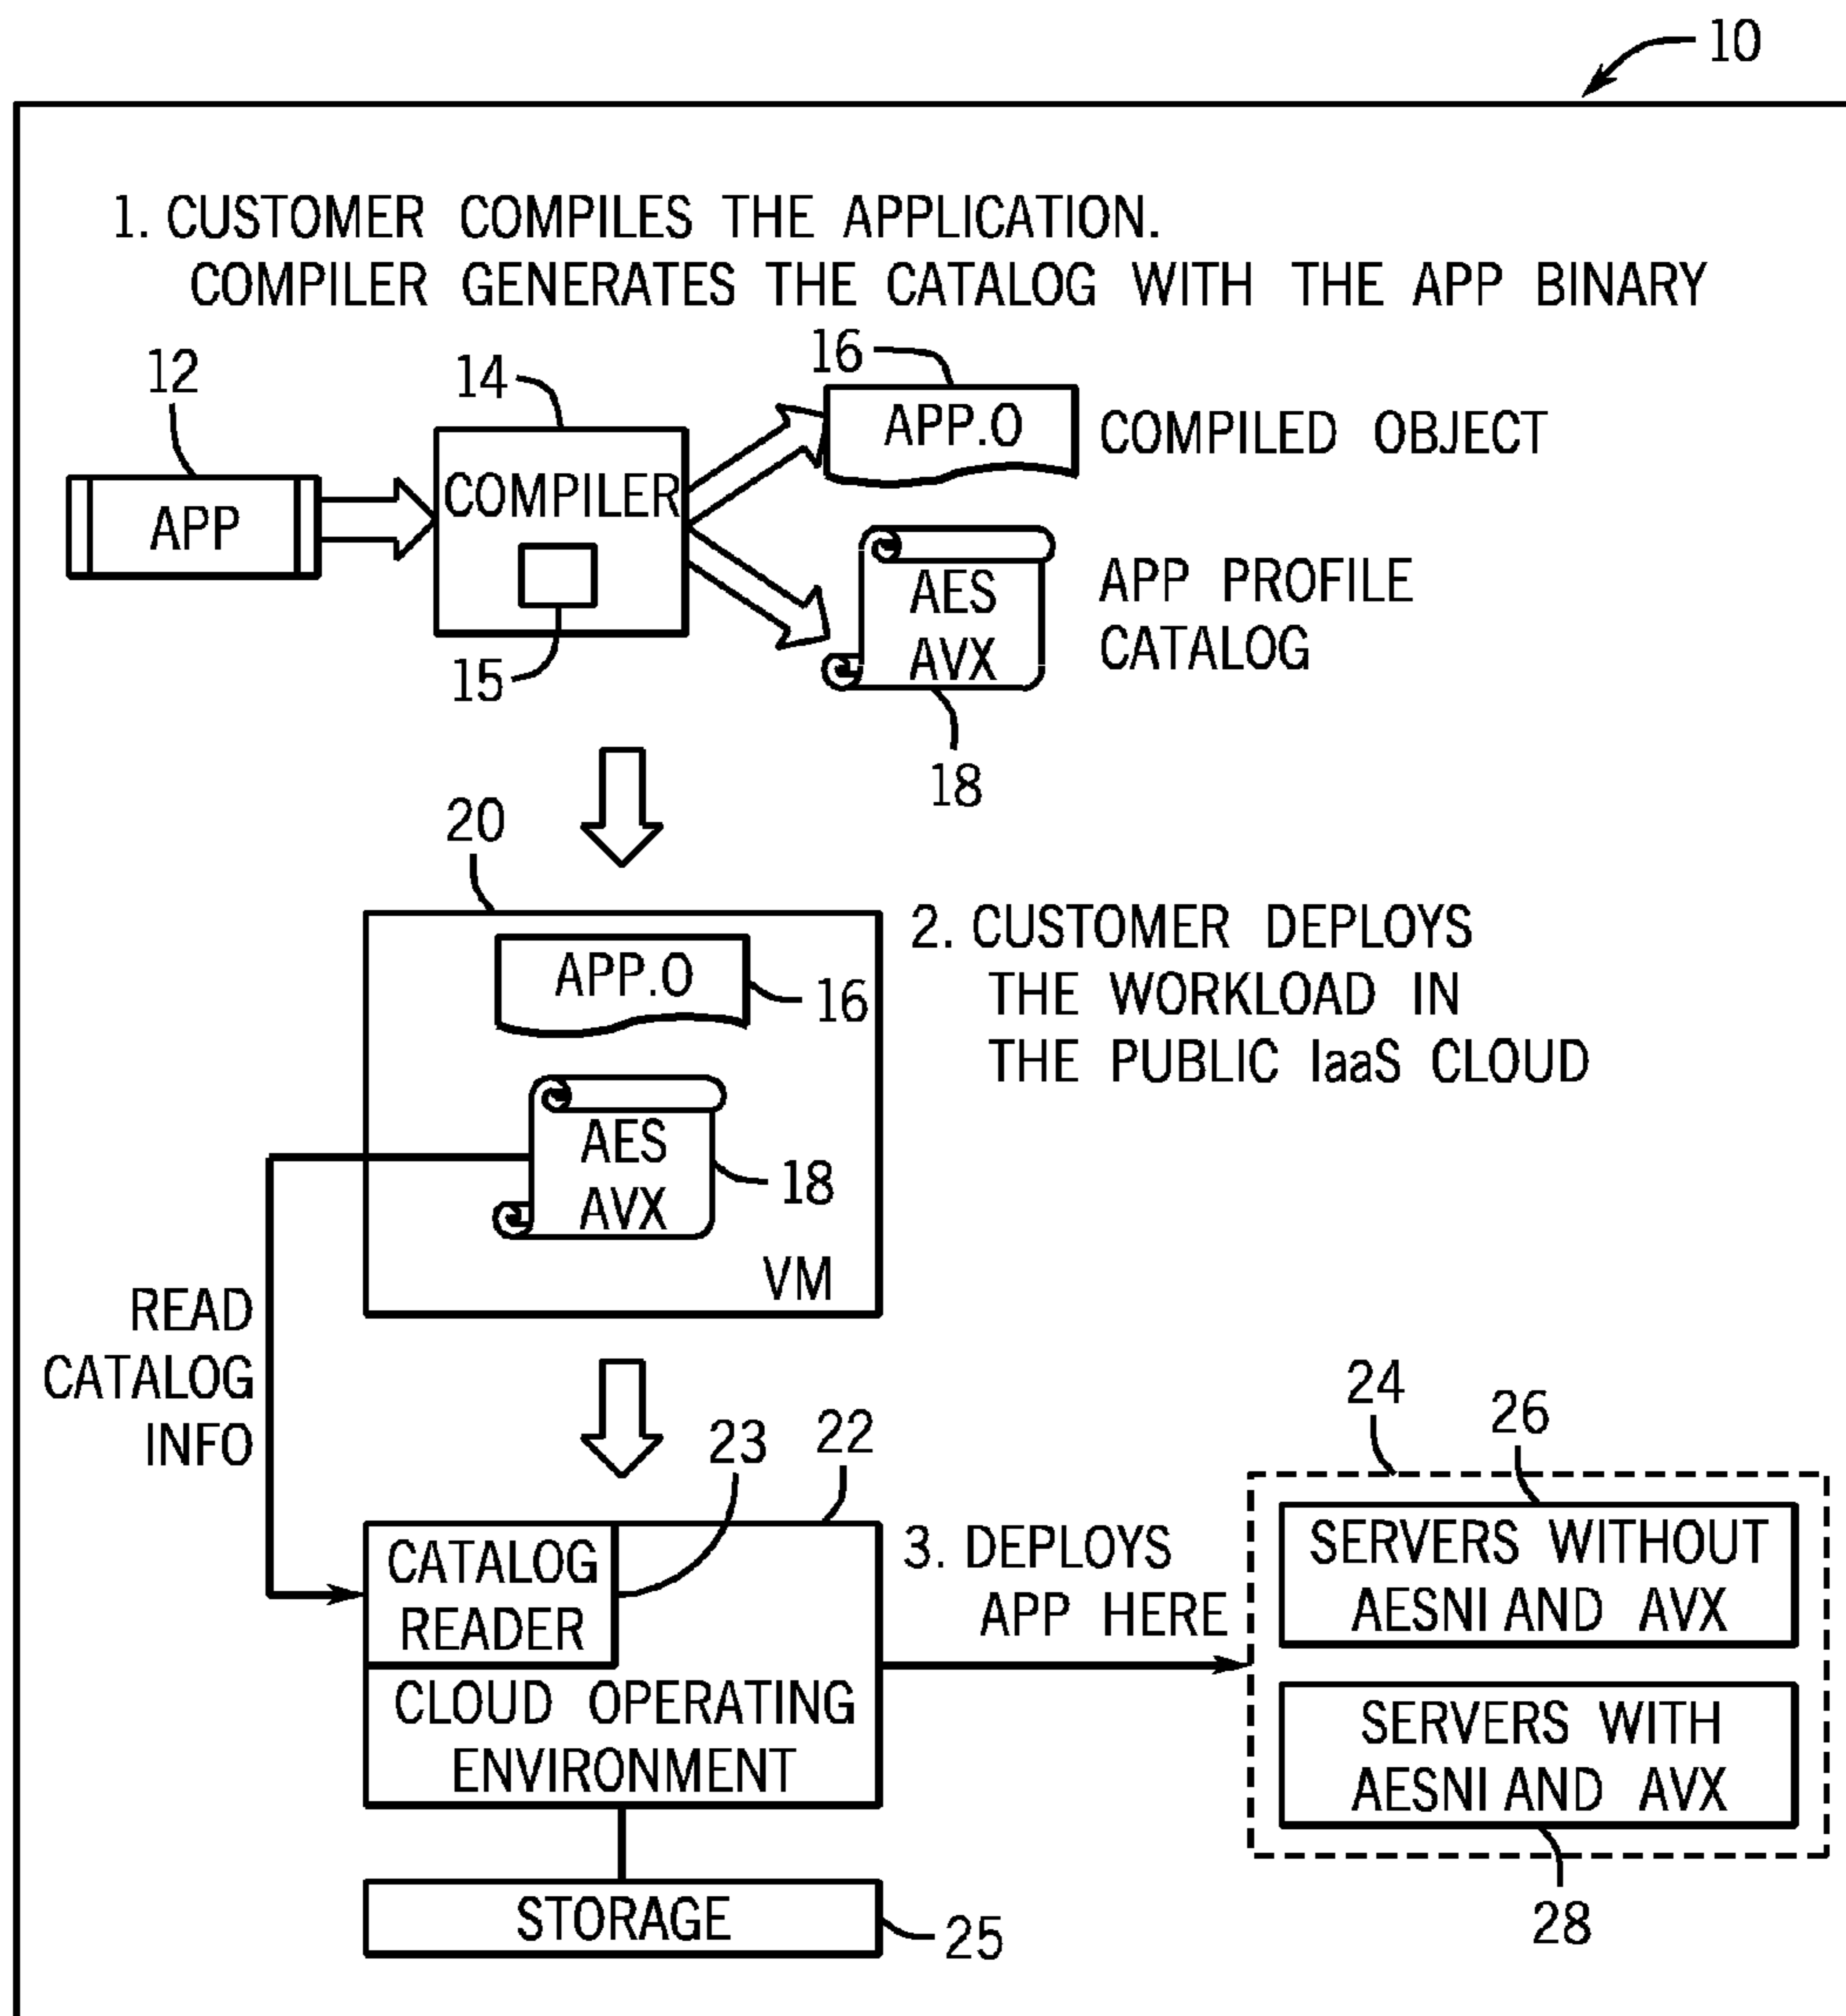 10
1. CUSTOMER COMPILES THE APPLICATION.
COMPILER GENERATES THE CATALOG WITH THE APP BINARY
12
14
16
APP
COMPILER
15
APP.O
COMPILED OBJECT
AES
AVX
APP PROFILE
CATALOG
18
20
APP.O
16
2. CUSTOMER DEPLOYS
THE WORKLOAD IN
THE PUBLIC IaaS CLOUD
AES
AVX
18
VM
READ
CATALOG
INFO
23
22
CATALOG
READER
CLOUD OPERATING
ENVIRONMENT
3. DEPLOYS
APP HERE
24
26
SERVERS WITHOUT
AESNI AND AVX
SERVERS WITH
AESNI AND AVX
28
STORAGE
25